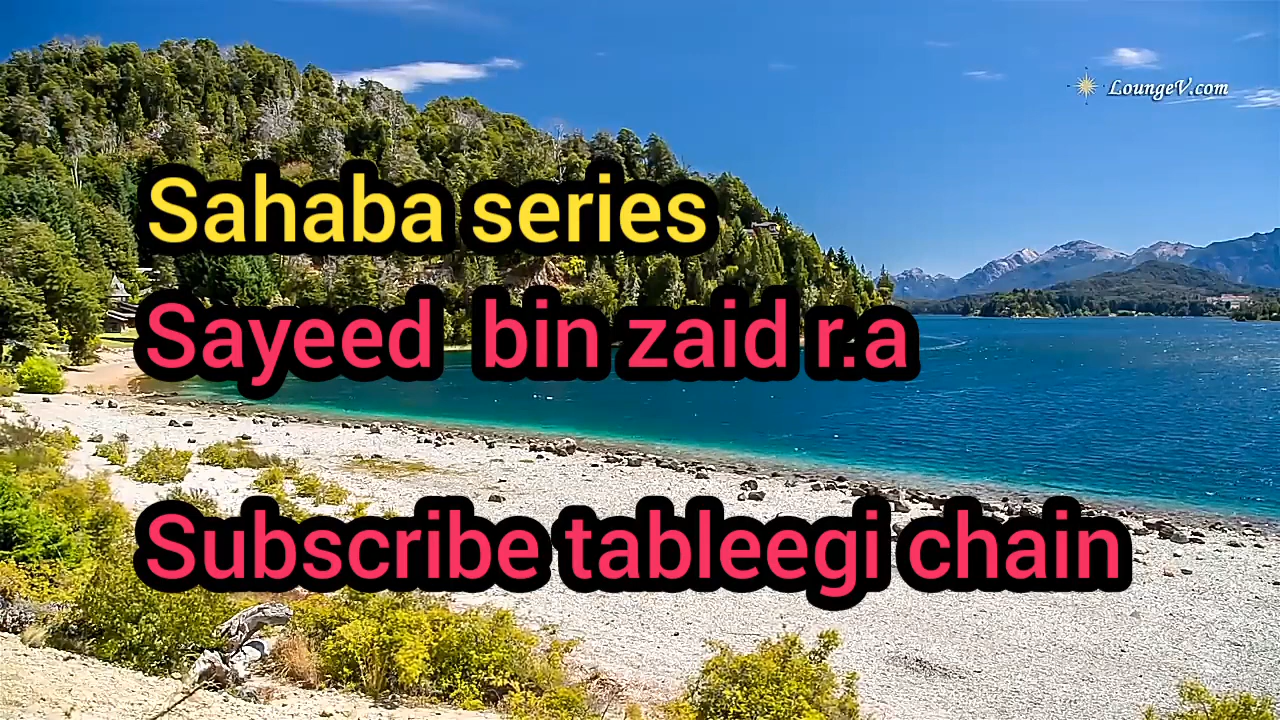 LoungeV.com
Sahaba series
Sayeed bin zaid r.a
Subscribe tableegi chain